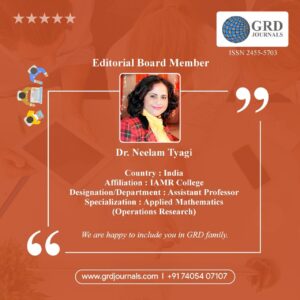 GRD
JOURNALS
ISSN 2455-5703
Editorial Board Member
Dr. Neelam Tyagi
Country : India
Affiliation : IAMR College
Designation/Department : Assistant Professor
Specialization : Applied Mathematics
(Operations Research)
We are happy to include you in GRD family.
www.grdjournals.com | +91 74054 07107